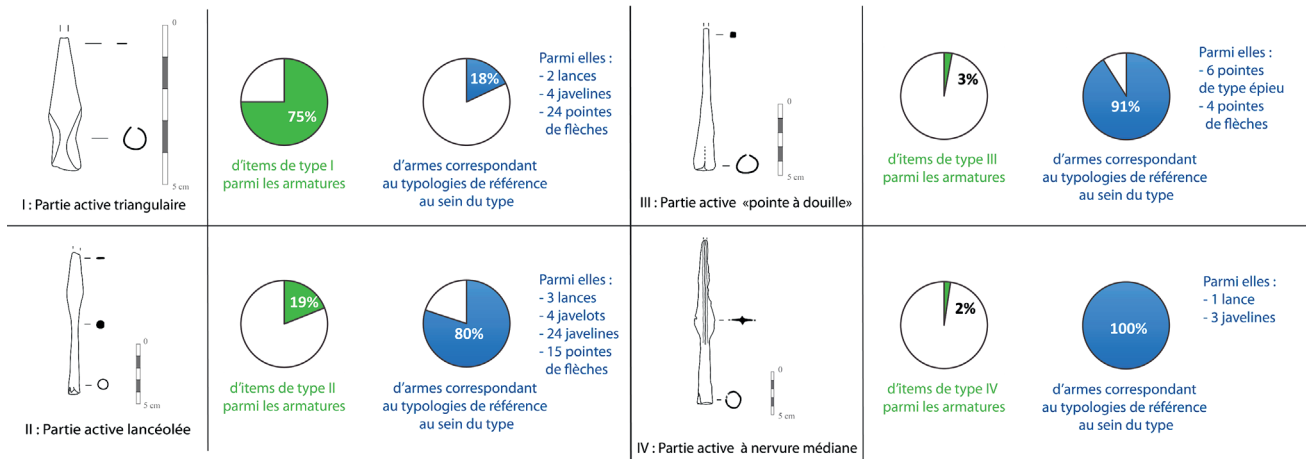 0
5 cm
I : Partie active triangulaire
75%
d'items de type I
parmi les armatures
18%
d'armes correspondant
au typologies de référence
au sein du type
Parmi elles :
- 2 lances
- 4 javelines
- 24 pointes
de flèches
0
5 cm
III : Partie active «pointe à douille»
3%
d'items de type III
parmi les armatures
91%
d'armes correspondant
au typologies de référence
au sein du type
Parmi elles :
- 6 pointes
de type épieu
- 4 pointes
de flèches
0
5 cm
II : Partie active lancéolée
19%
d'items de type II
parmi les armatures
80%
d'armes correspondant
au typologies de référence
au sein du type
Parmi elles :
- 3 lances
- 4 javelots
- 24 javelines
- 15 pointes
de flèches
0
5 cm
IV : Partie active à nervure médiane
2%
d'items de type IV
parmi les armatures
100%
d'armes correspondant
au typologies de référence
au sein du type
Parmi elles :
- 1 lance
- 3 javelines